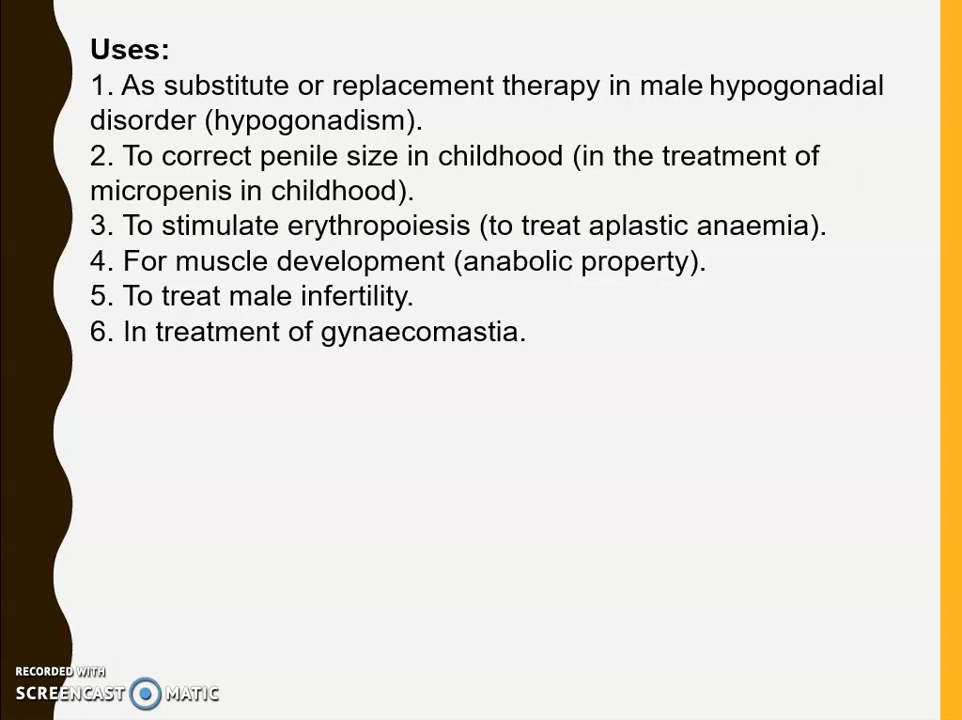 Uses:
1. As substitute or replacement therapy in male hypogonadial
disorder (hypogonadism).
2. To correct penile size in childhood (in the treatment of
micropenis in childhood).
3. To stimulate erythropoiesis (to treat aplastic anaemia).
4. For muscle development (anabolic property).
5. To treat male infertility.
6. In treatment of gynaecomastia.
RECORDED WITH
SCREENCAST MATIC